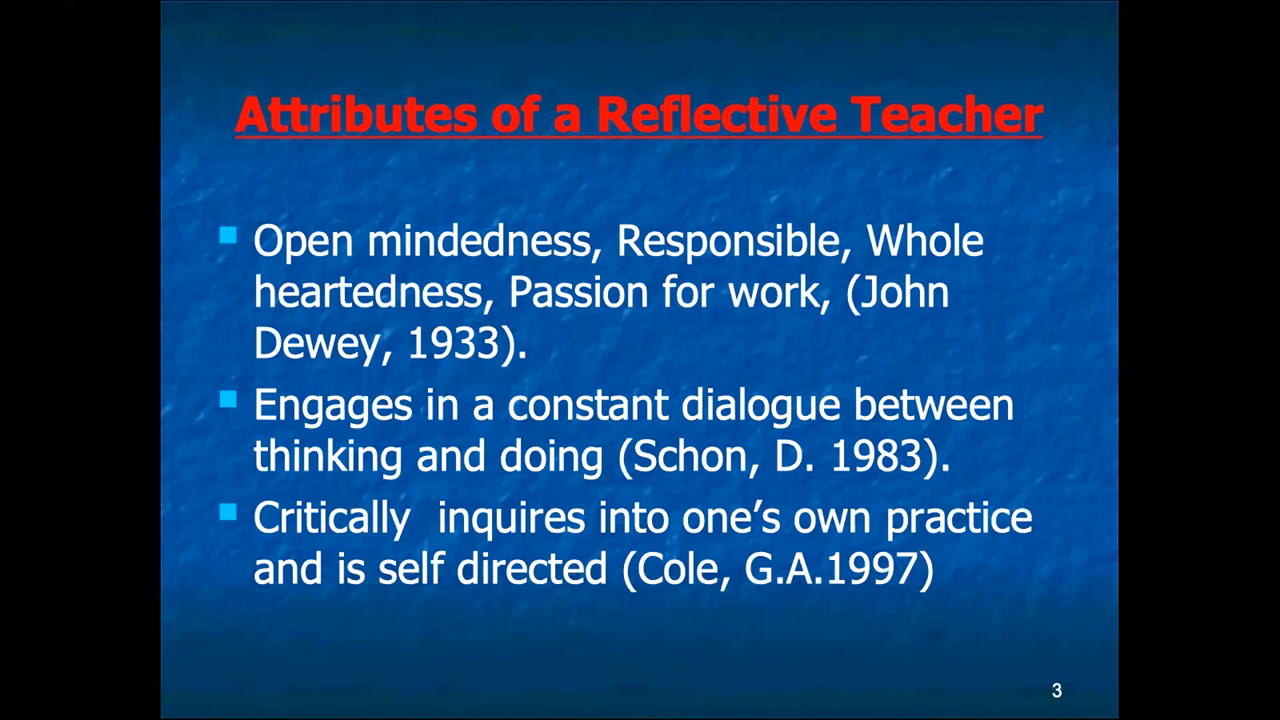 Attributes of a Reflective Teacher
Open mindedness, Responsible, Whole
heartedness, Passion for work, (John
Dewey, 1933).
Engages in a constant dialogue between
thinking and doing (Schon, D. 1983).
Critically  inquires into one’s own practice
and is self directed (Cole, G.A.1997)
3